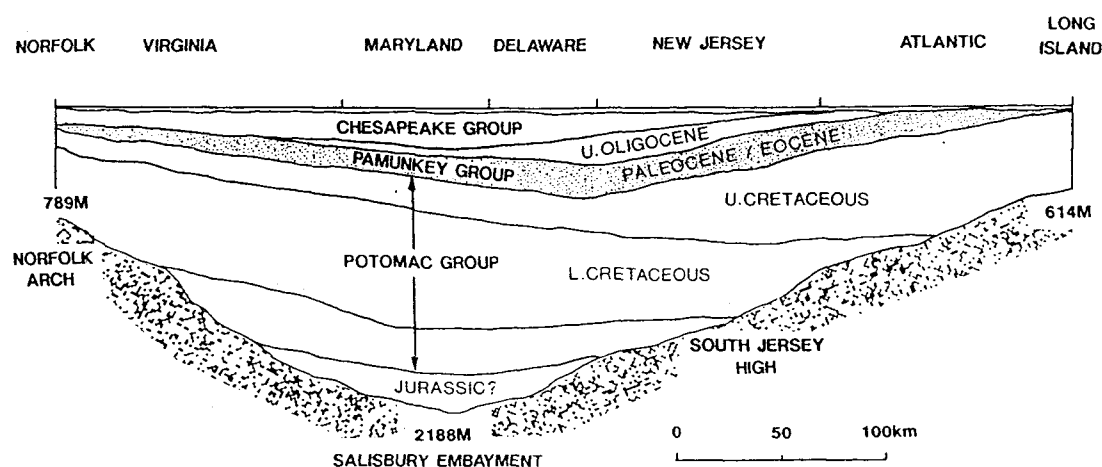 NORFOLK VIRGINIA MARYLAND DELAWARE NEW JERSEY ATLANTIC LONG
ISLAND
CHESAPEAKE GROUP
U.OLIGOCENE
PAMUNKEY GROUP
PALEOCENE / EOCENE
U.CRETACEOUS
789M
614M
NORFOLK
ARCH
POTOMAC GROUP
L.CRETACEOUS
SOUTH JERSEY
HIGH
JURASSIC?
2188M
SALISBURY EMBAYMENT
0 50 100km